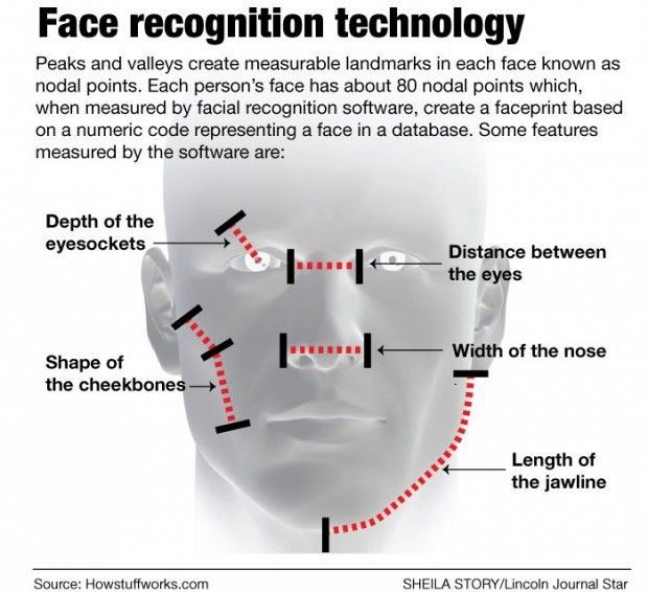 Face recognition technology
Peaks and valleys create measurable landmarks in each face known as
nodal points. Each person's face has about 80 nodal points which,
when measured by facial recognition software, create a faceprint based
on a numeric code representing a face in a database. Some features
measured by the software are:
Depth of the
eyesockets
Distance between
the eyes
Shape of
the cheekbones
Width of the nose
Length of
the jawline
Source: Howstuffworks.com
SHEILA STORY/Lincoln Journal Star